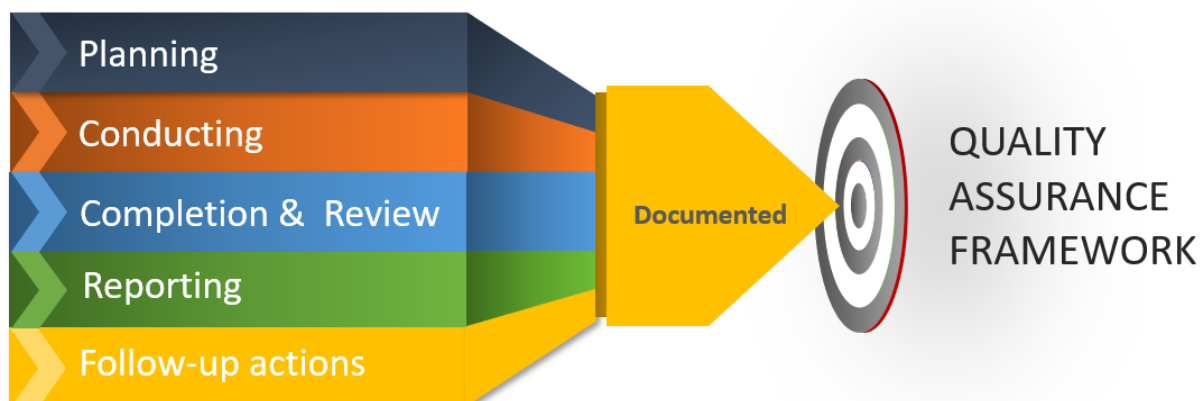 Planning
Conducting
Completion & Review
Reporting
Follow-up actions
Documented
QUALITY
ASSURANCE
FRAMEWORK